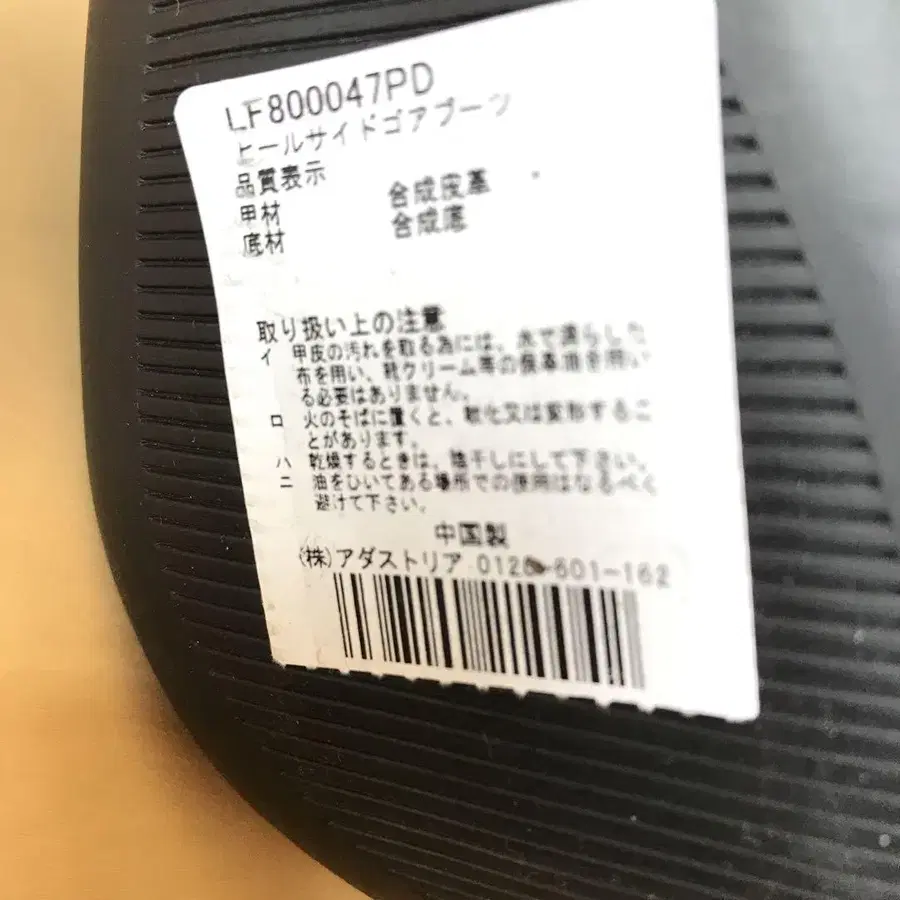 LF800047PD
ヒールサイドゴアブーツ
品質表示
甲材 合成皮革
底材 合成底
取り扱い上の注意
イ 甲皮の汚れを取る為には、水で濡らした
布を用い、靴クリーム等の保革油を用い
る必要はありません。
ロ 火のそばに置くと、軟化又は変形するこ
とがあります。
ハ 乾燥するときは、陰干しにして下さい。
ニ 油をひいてある場所での使用はなるべく
避けて下さい。
中国製
(株)アダストリア 0120-601-162